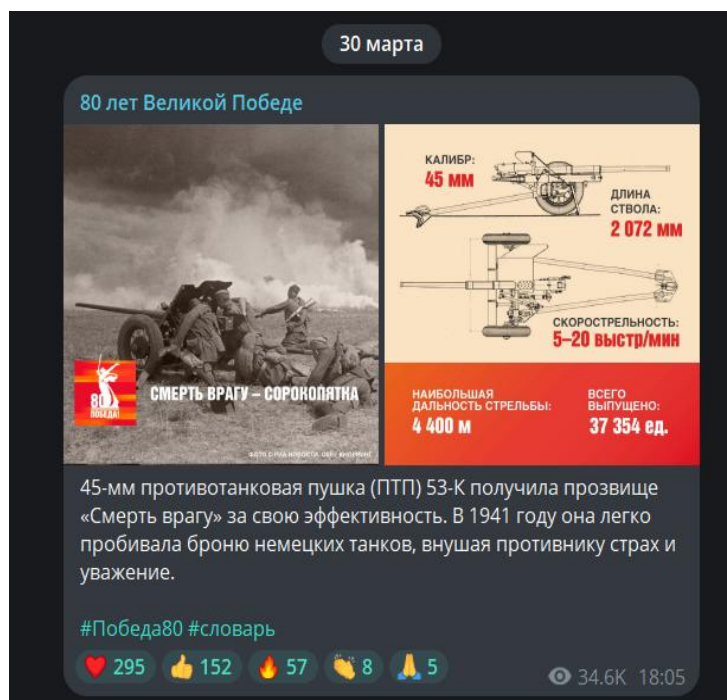 30 марта
80 лет Великой Победе
80
ПОБЕДА!
СМЕРТЬ ВРАГУ – СОРОКОПЯТКА
КАЛИБР:
45 мм
ДЛИНА
СТВОЛА:
2 072 мм
СКОРОСТРЕЛЬНОСТЬ:
5–20 выстр/мин
НАИБОЛЬШАЯ
ДАЛЬНОСТЬ СТРЕЛЬБЫ:
4 400 м
ВСЕГО
ВЫПУЩЕНО:
37 354 ед.
45-мм противотанковая пушка (ПТП) 53-К получила прозвище
«Смерть врагу» за свою эффективность. В 1941 году она легко
пробивала броню немецких танков, внушая противнику страх и
уважение.
#Победа80 #словарь
295 152 57 8 5
34.6K 18:05